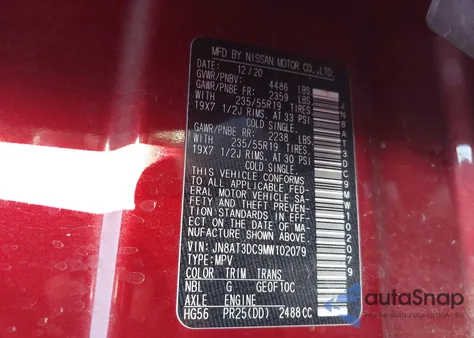 MFD BY NISSAN MOTOR CO.,LTD.
DATE: 12/20
GVWR/PNBV: 4486 LBS
GAWR/PNBE FR: 2359 LBS
WITH 235/55R19 TIRES
19X7 1/2J RIMS. AT 33 PSI
COLD SINGLE.
GAWR/PNBE RR: 2238 LBS
WITH 235/55R19 TIRES
19X7 1/2J RIMS. AT 30 PSI
COLD SINGLE.
THIS VEHICLE CONFORMS
TO ALL APPLICABLE FED-
ERAL MOTOR VEHICLE SA-
FETY AND THEFT PREVE-
NTION STANDARDS IN EFF-
ECT ON THE DATE OF MA-
NUFACTURE SHOWN ABOVE.
VIN: JN8AT3DC9MW102079
TYPE: MPV
COLOR TRIM TRANS
NBL G GE0F10C
AXLE ENGINE
HG56 PR25(DD) 2488CC
JN8AT3DC9MW102079
autoSnap